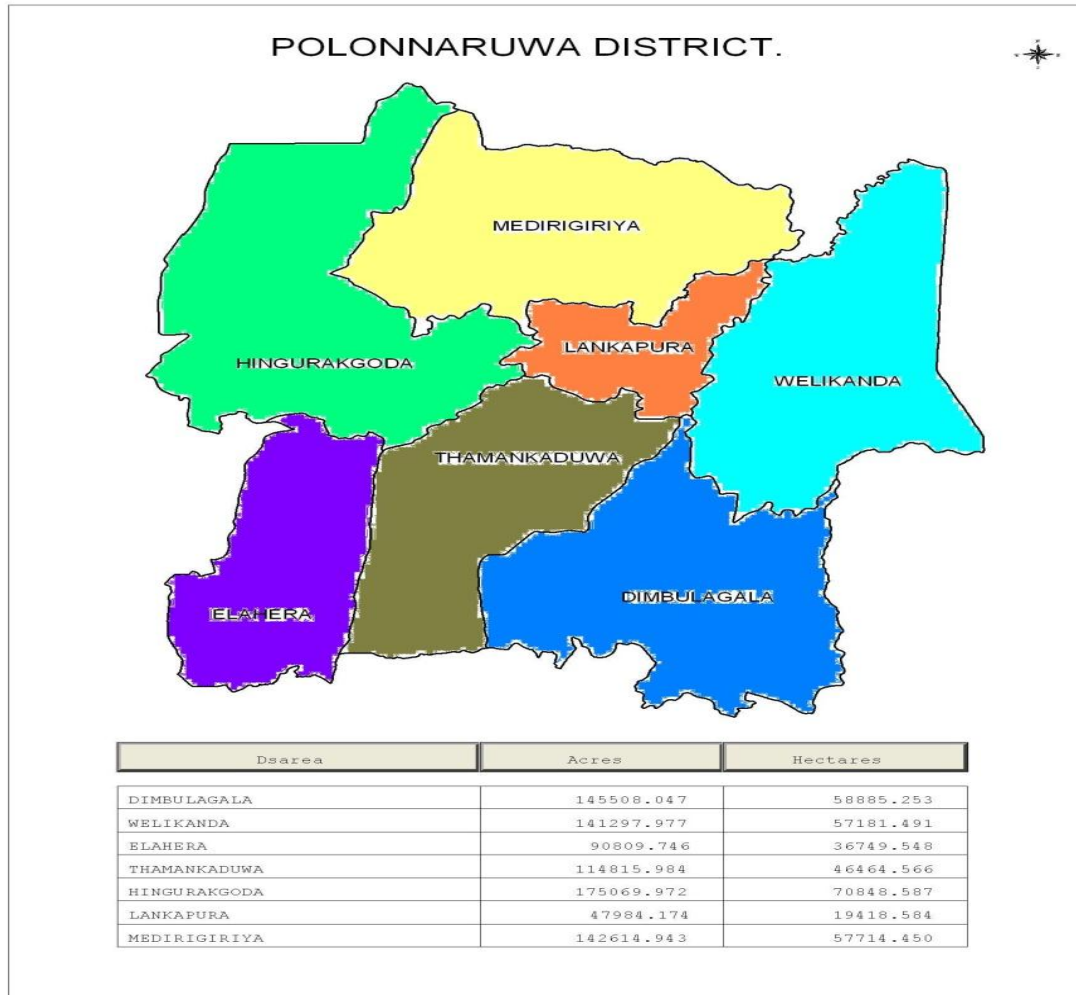 POLONNARUWA DISTRICT.
MEDIRIGIRIYA
LANKAPURA
HINGURAKGODA
WELIKANDA
THAMANKADUWA
DIMBULAGALA
ELAHERA
Dsarea Acres Hectares
DIMBULAGALA 145508.047 58885.253
WELIKANDA 141297.977 57181.491
ELAHERA 90809.746 36749.548
THAMANKADUWA 114815.984 46464.566
HINGURAKGODA 175069.972 70848.587
LANKAPURA 47984.174 19418.584
MEDIRIGIRIYA 142614.943 57714.450